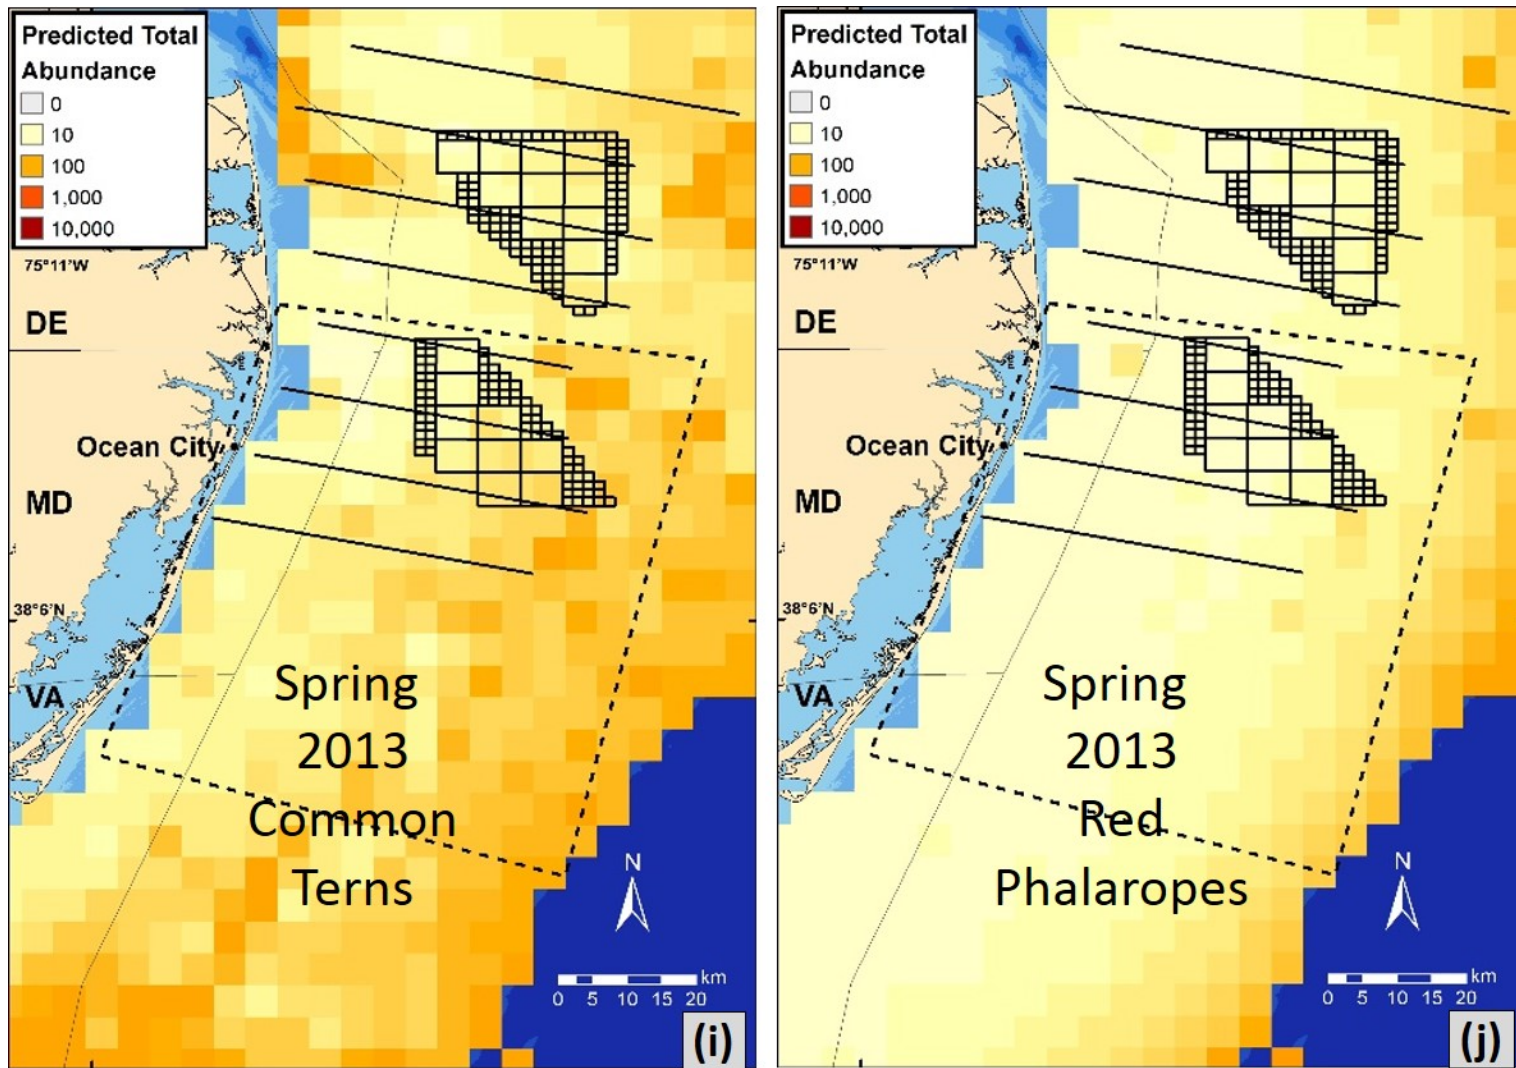 Predicted Total
Abundance
0
10
100
1,000
10,000
75°11'W
DE
Ocean City
MD
38°6'N
VA
Spring
2013
Common
Terns
N
km
0 5 10 15 20
(i)
Predicted Total
Abundance
0
10
100
1,000
10,000
75°11'W
DE
Ocean City
MD
38°6'N
VA
Spring
2013
Red
Phalaropes
N
km
0 5 10 15 20
(j)